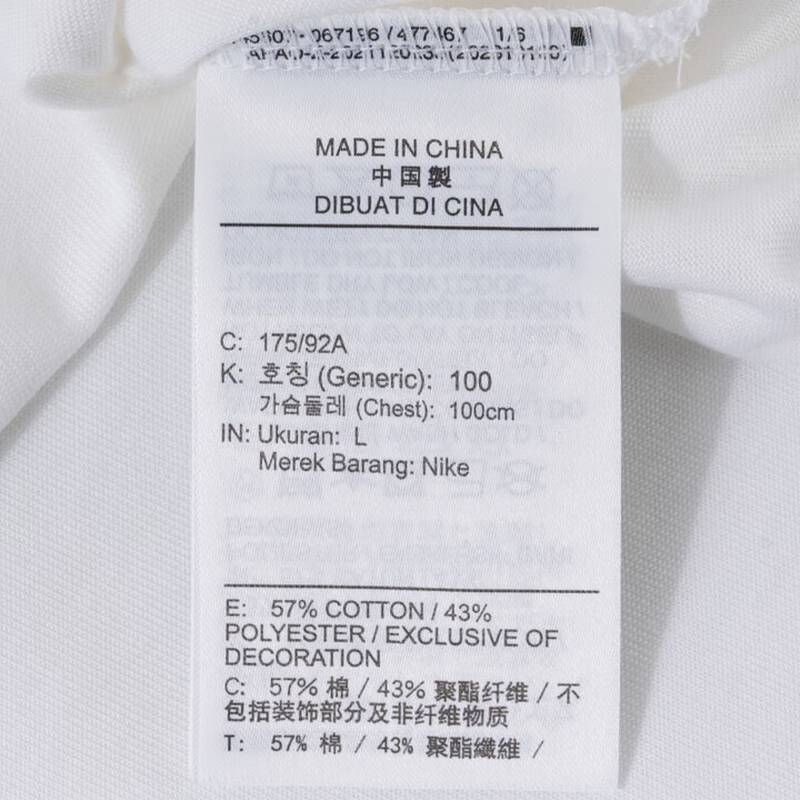 MADE IN CHINA
中国製
DIBUAT DI CINA
C: 175/92A
K: 호칭 (Generic): 100
가슴둘레 (Chest): 100cm
IN: Ukuran: L
Merek Barang: Nike
E: 57% COTTON / 43%
POLYESTER / EXCLUSIVE OF
DECORATION
C: 57% 棉 / 43% 聚酯纤维 / 不
包括装饰部分及非纤维物质
T: 57% 棉 / 43% 聚酯纖維 /